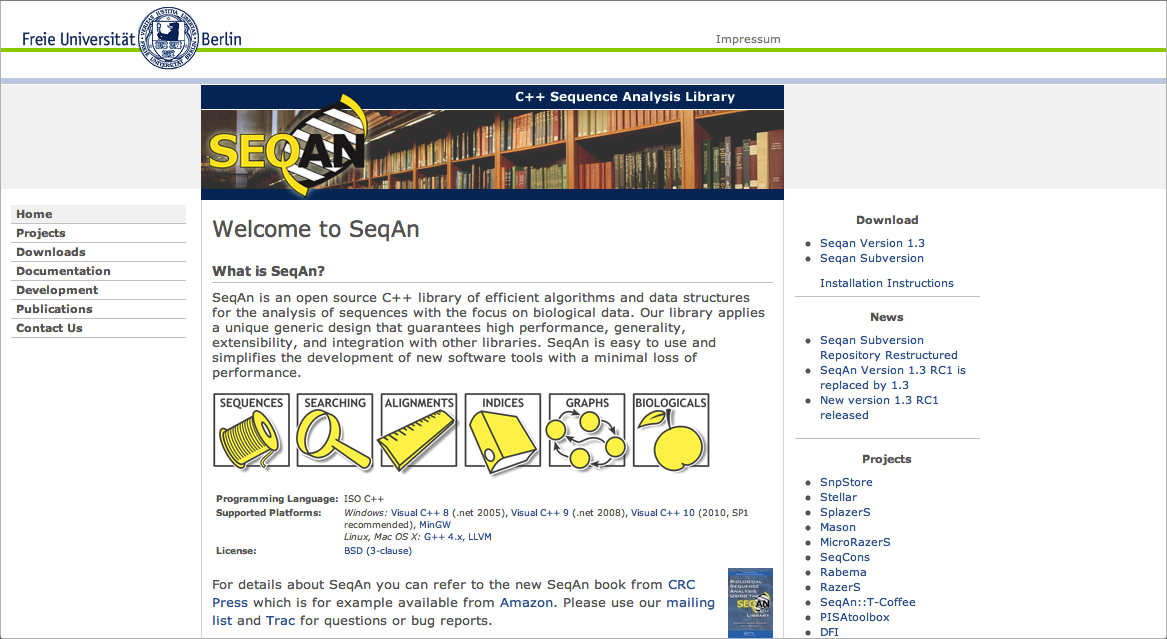 Freie Universität Berlin
Impressum
C++ Sequence Analysis Library
SEQAN
Home
Projects
Downloads
Documentation
Development
Publications
Contact Us
Welcome to SeqAn
What is SeqAn?
SeqAn is an open source C++ library of efficient algorithms and data structures
for the analysis of sequences with the focus on biological data. Our library applies
a unique generic design that guarantees high performance, generality,
extensibility, and integration with other libraries. SeqAn is easy to use and
simplifies the development of new software tools with a minimal loss of
performance.
SEQUENCES SEARCHING ALIGNMENTS INDICES GRAPHS BIOLOGICALS
Programming Language: ISO C++
Supported Platforms: Windows: Visual C++ 8 (.net 2005), Visual C++ 9 (.net 2008), Visual C++ 10 (2010, SP1
recommended), MinGW
Linux, Mac OS X: G++ 4.x, LLVM
License: BSD (3-clause)
For details about SeqAn you can refer to the new SeqAn book from CRC
Press which is for example available from Amazon. Please use our mailing
list and Trac for questions or bug reports.
BIOLOGICAL
SEQUENCE
ANALYSIS
USING THE
SEQAN
C++ LIBRARY
Download
Seqan Version 1.3
Seqan Subversion
Installation Instructions
News
Seqan Subversion
Repository Restructured
SeqAn Version 1.3 RC1 is
replaced by 1.3
New version 1.3 RC1
released
Projects
SnpStore
Stellar
SplazerS
Mason
MicroRazerS
SeqCons
Rabema
RazerS
SeqAn::T-Coffee
PISAtoolbox
DFI